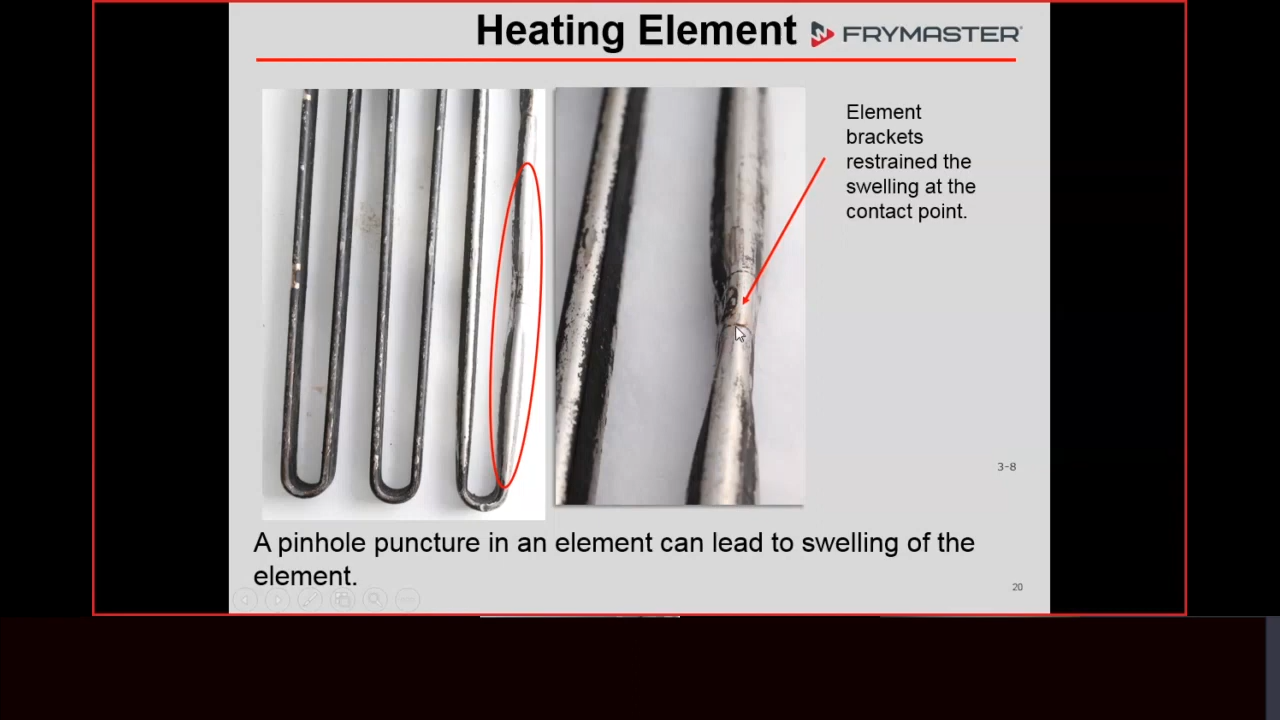 Heating Element
FRYMASTER
Element
brackets
restrained the
swelling at the
contact point.
3-8
A pinhole puncture in an element can lead to swelling of the
element.
20